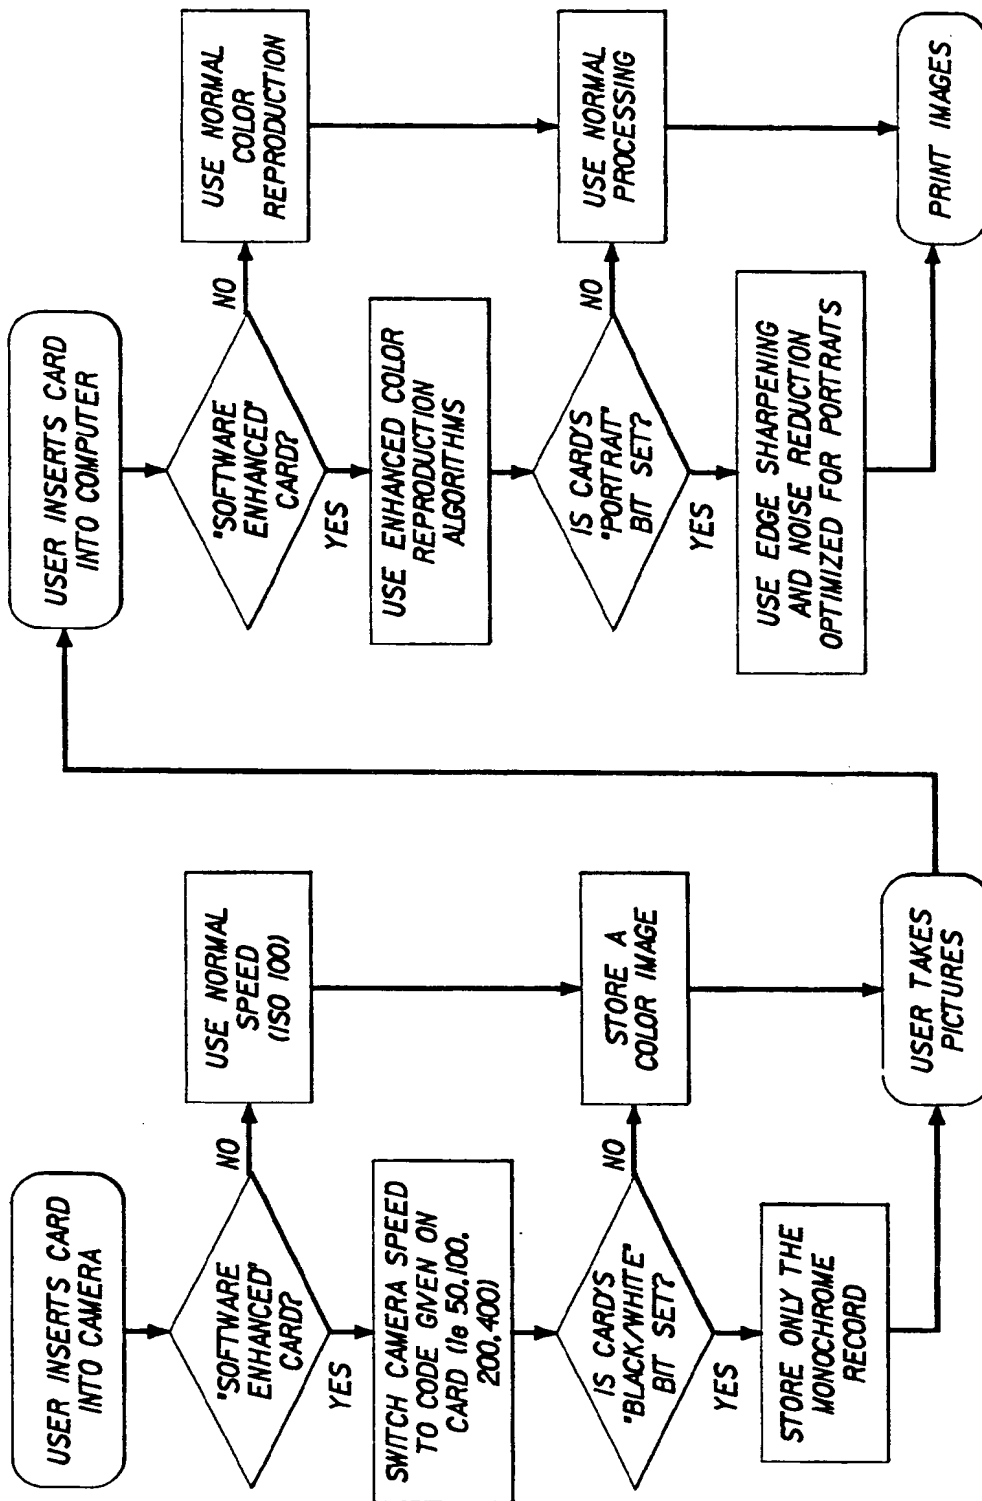 USER INSERTS CARD
INTO CAMERA
"SOFTWARE
ENHANCED"
CARD?
NO
USE NORMAL
SPEED
(ISO 100)
YES
SWITCH CAMERA SPEED
TO CODE GIVEN ON
CARD (Ie 50.100.
200.400)
IS CARD'S
"BLACK/WHITE"
BIT SET?
NO
STORE A
COLOR IMAGE
YES
STORE ONLY THE
MONOCHROME
RECORD
USER TAKES
PICTURES
USER INSERTS CARD
INTO COMPUTER
"SOFTWARE
ENHANCED"
CARD?
NO
USE NORMAL
COLOR
REPRODUCTION
YES
USE ENHANCED COLOR
REPRODUCTION
ALGORITHMS
IS CARD'S
"PORTRAIT"
BIT SET?
NO
USE NORMAL
PROCESSING
YES
USE EDGE SHARPENING
AND NOISE REDUCTION
OPTIMIZED FOR PORTRAITS
PRINT IMAGES